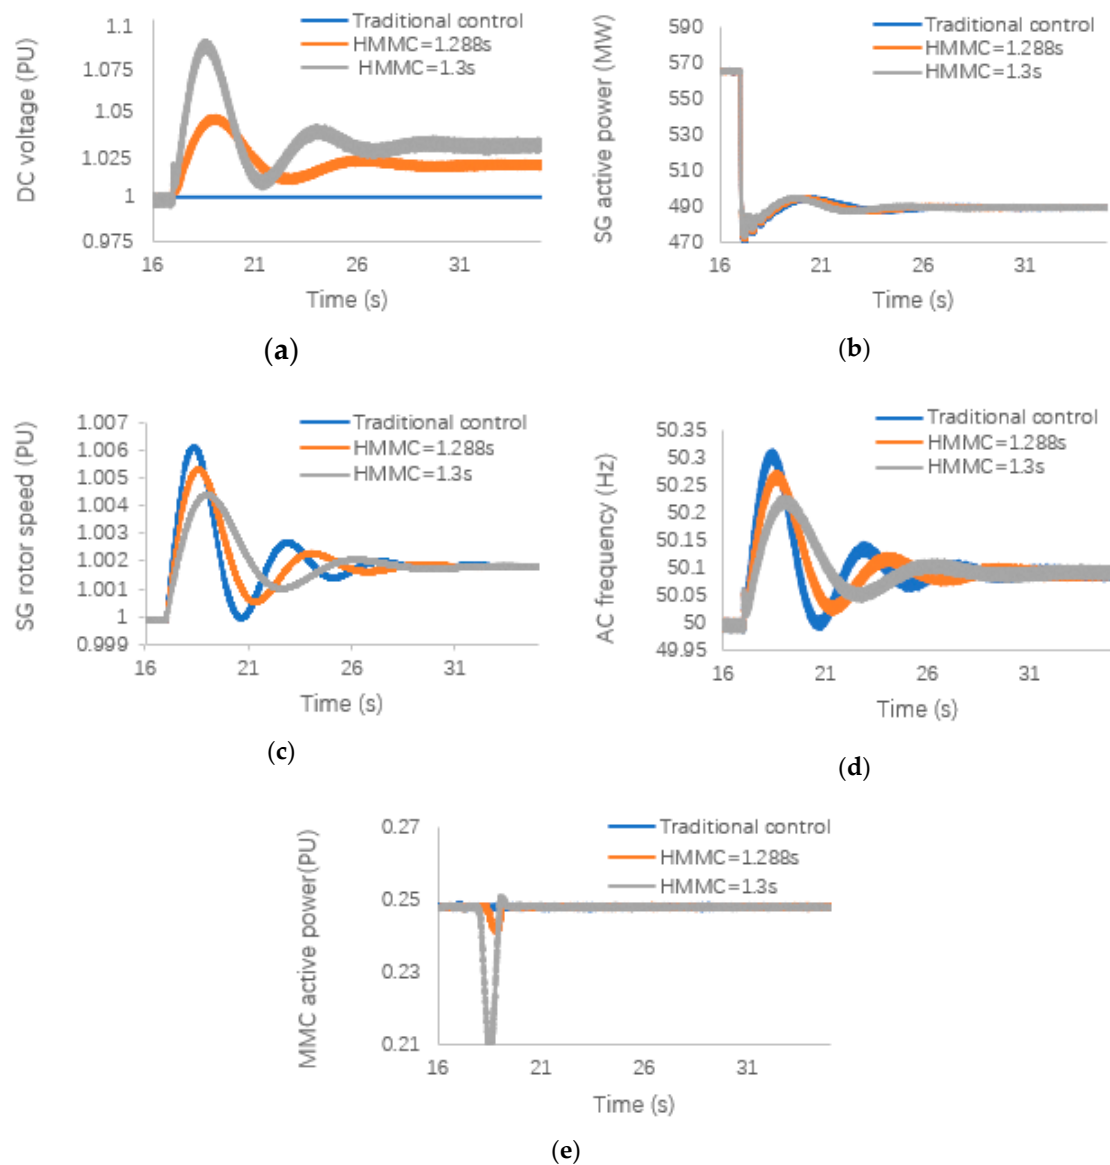 DC voltage (PU)
1.1
1.075
1.05
1.025
1
0.975
16
21
26
31
Time (s)
Traditional control
HMMC=1.288s
HMMC=1.3s
(a)
SG active power (MW)
590
570
550
530
510
490
470
16
21
26
31
Time (s)
Traditional control
HMMC=1.288s
HMMC=1.3s
(b)
SG rotor speed (PU)
1.007
1.006
1.005
1.004
1.003
1.002
1.001
1
0.999
16
21
26
31
Time (s)
Traditional control
HMMC=1.288s
HMMC=1.3s
(c)
AC frequency (Hz)
50.35
50.3
50.25
50.2
50.15
50.1
50.05
50
49.95
16
21
26
31
Time (s)
Traditional control
HMMC=1.288s
HMMC=1.3s
(d)
MMC active power(PU)
0.27
0.25
0.23
0.21
16
21
26
31
Time (s)
Traditional control
HMMC=1.288s
HMMC=1.3s
(e)